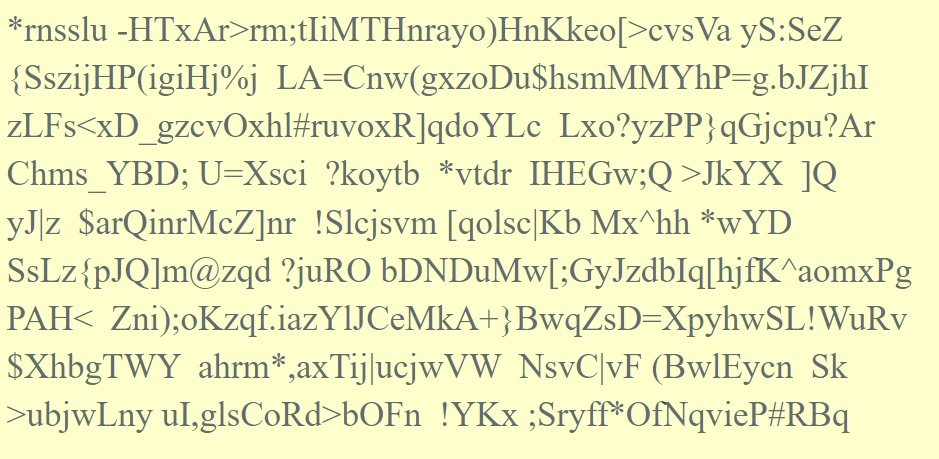 *rnsslu -HTxAr>rm;tIiMTHnrayo)HnKkeo[>cvsVa yS:SeZ
{SszijHP(igiHj%j  LA=Cnw(gxzoDu$hsmMMYhP=g.bJZjhI
zLFs<xD_gzcvOxhl#ruvoxR]qdoYLc  Lxo?yzPP}qGjcpu?Ar
Chms_YBD; U=Xsci  ?koytb  *vtdr  IHEGw;Q >JkYX  ]Q
yJ|z  $arQinrMcZ]nr  !Slcjsvm [qolsc|Kb Mx^hh *wYD
SsLz{pJQ]m@zqd ?juRO bDNDuMw[;GyJzdbIq[hjfK^aomxPg
PAH<  Zni);oKzqf.iazYlJCeMkA+}BwqZsD=XpyhwSL!WuRv
$XhbgTWY  ahrm*,axTij|ucjwVW  NsvC|vF (BwlEycn  Sk
>ubjwLny uI,glsCoRd>bOFn  !YKx ;Sryff*OfNqvieP#RBq